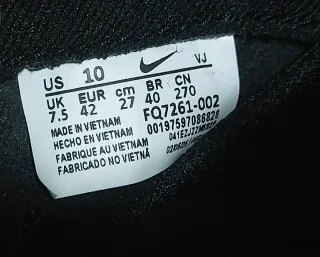 US 10 VJ
UK EUR cm BR CN
7.5 42 27 40 270
MADE IN VIETNAM FQ7261-002
HECHO EN VIETNAM 00197597086828
FABRIQUE AU VIETNAM
FABRICADO NO VIETNÃ